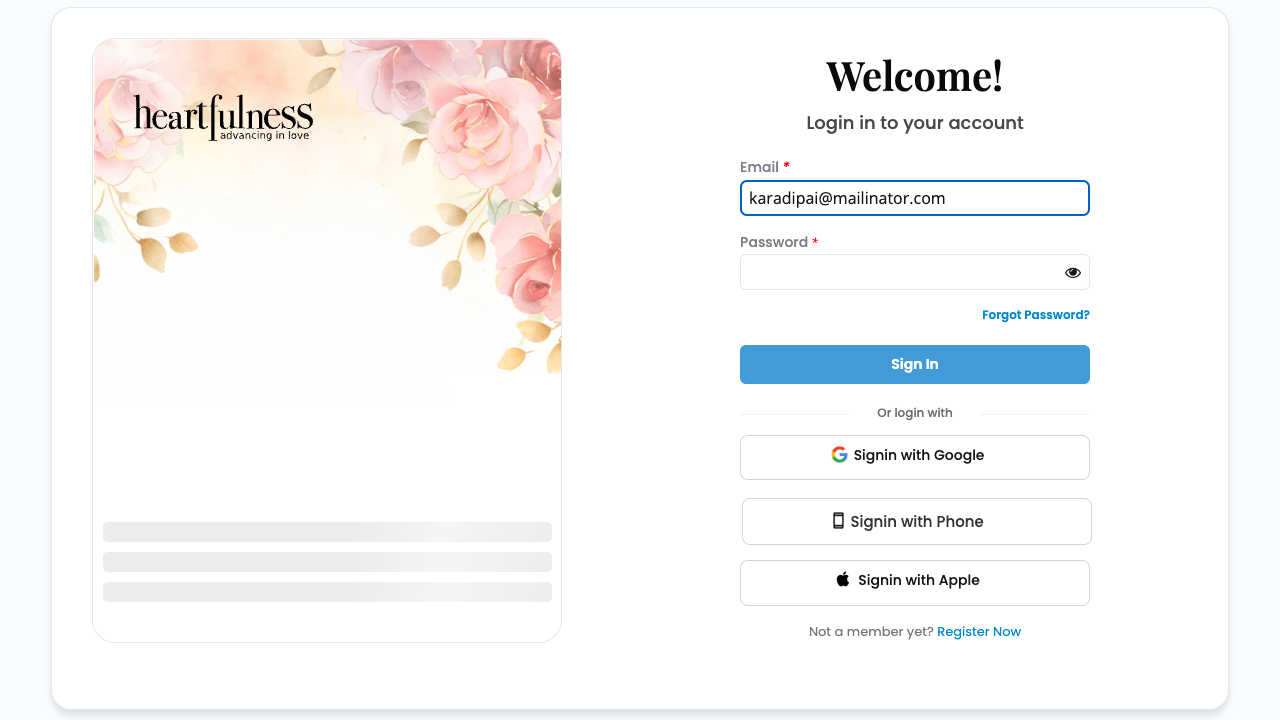 heartfulness
advancing in love
Welcome!
Login in to your account
Email *
karadipai@mailinator.com
Password *
Forgot Password?
Sign In
Or login with
Signin with Google
Signin with Phone
Signin with Apple
Not a member yet? Register Now